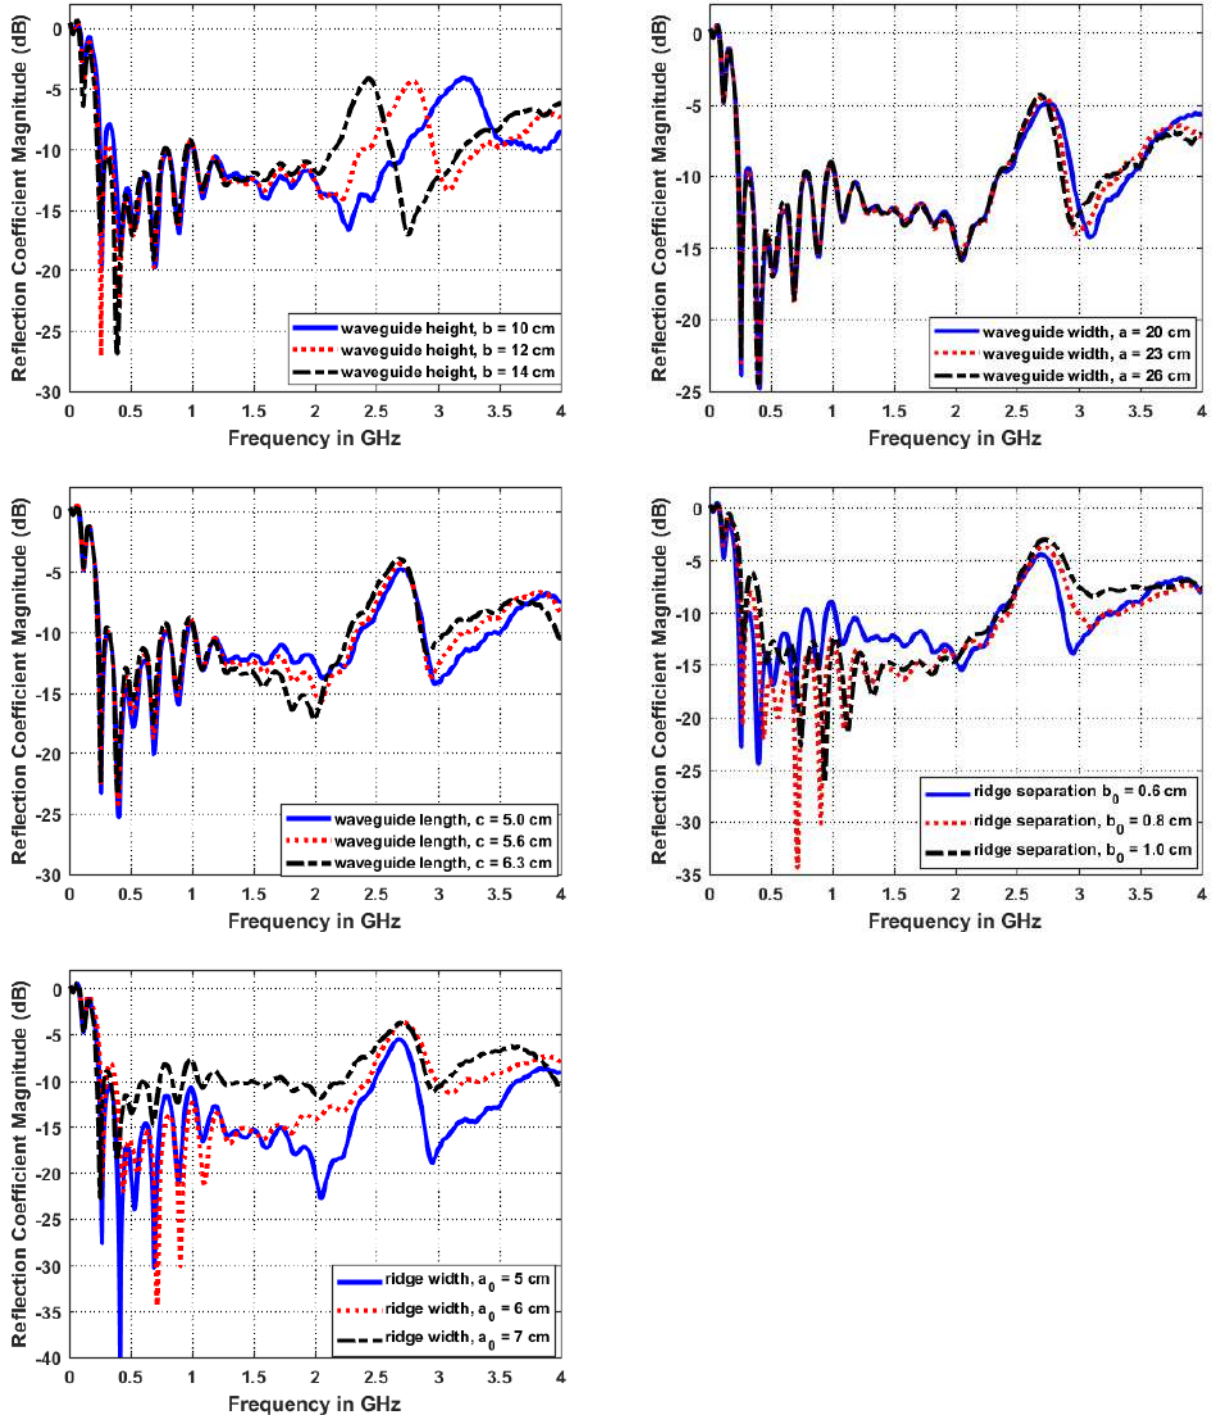 Reflection Coefficient Magnitude (dB)
0
-5
-10
-15
-20
-25
-30
waveguide height, b = 10 cm
waveguide height, b = 12 cm
waveguide height, b = 14 cm
0 0.5 1 1.5 2 2.5 3 3.5 4
Frequency in GHz
Reflection Coefficient Magnitude (dB)
0
-5
-10
-15
-20
-25
waveguide width, a = 20 cm
waveguide width, a = 23 cm
waveguide width, a = 26 cm
0 0.5 1 1.5 2 2.5 3 3.5 4
Frequency in GHz
Reflection Coefficient Magnitude (dB)
0
-5
-10
-15
-20
-25
-30
waveguide length, c = 5.0 cm
waveguide length, c = 5.6 cm
waveguide length, c = 6.3 cm
0 0.5 1 1.5 2 2.5 3 3.5 4
Frequency in GHz
Reflection Coefficient Magnitude (dB)
0
-5
-10
-15
-20
-25
-30
-35
ridge separation b0 = 0.6 cm
ridge separation, b0 = 0.8 cm
ridge separation, b0 = 1.0 cm
0 0.5 1 1.5 2 2.5 3 3.5 4
Frequency in GHz
Reflection Coefficient Magnitude (dB)
0
-5
-10
-15
-20
-25
-30
-35
-40
ridge width, a0 = 5 cm
ridge width, a0 = 6 cm
ridge width, a0 = 7 cm
0 0.5 1 1.5 2 2.5 3 3.5 4
Frequency in GHz